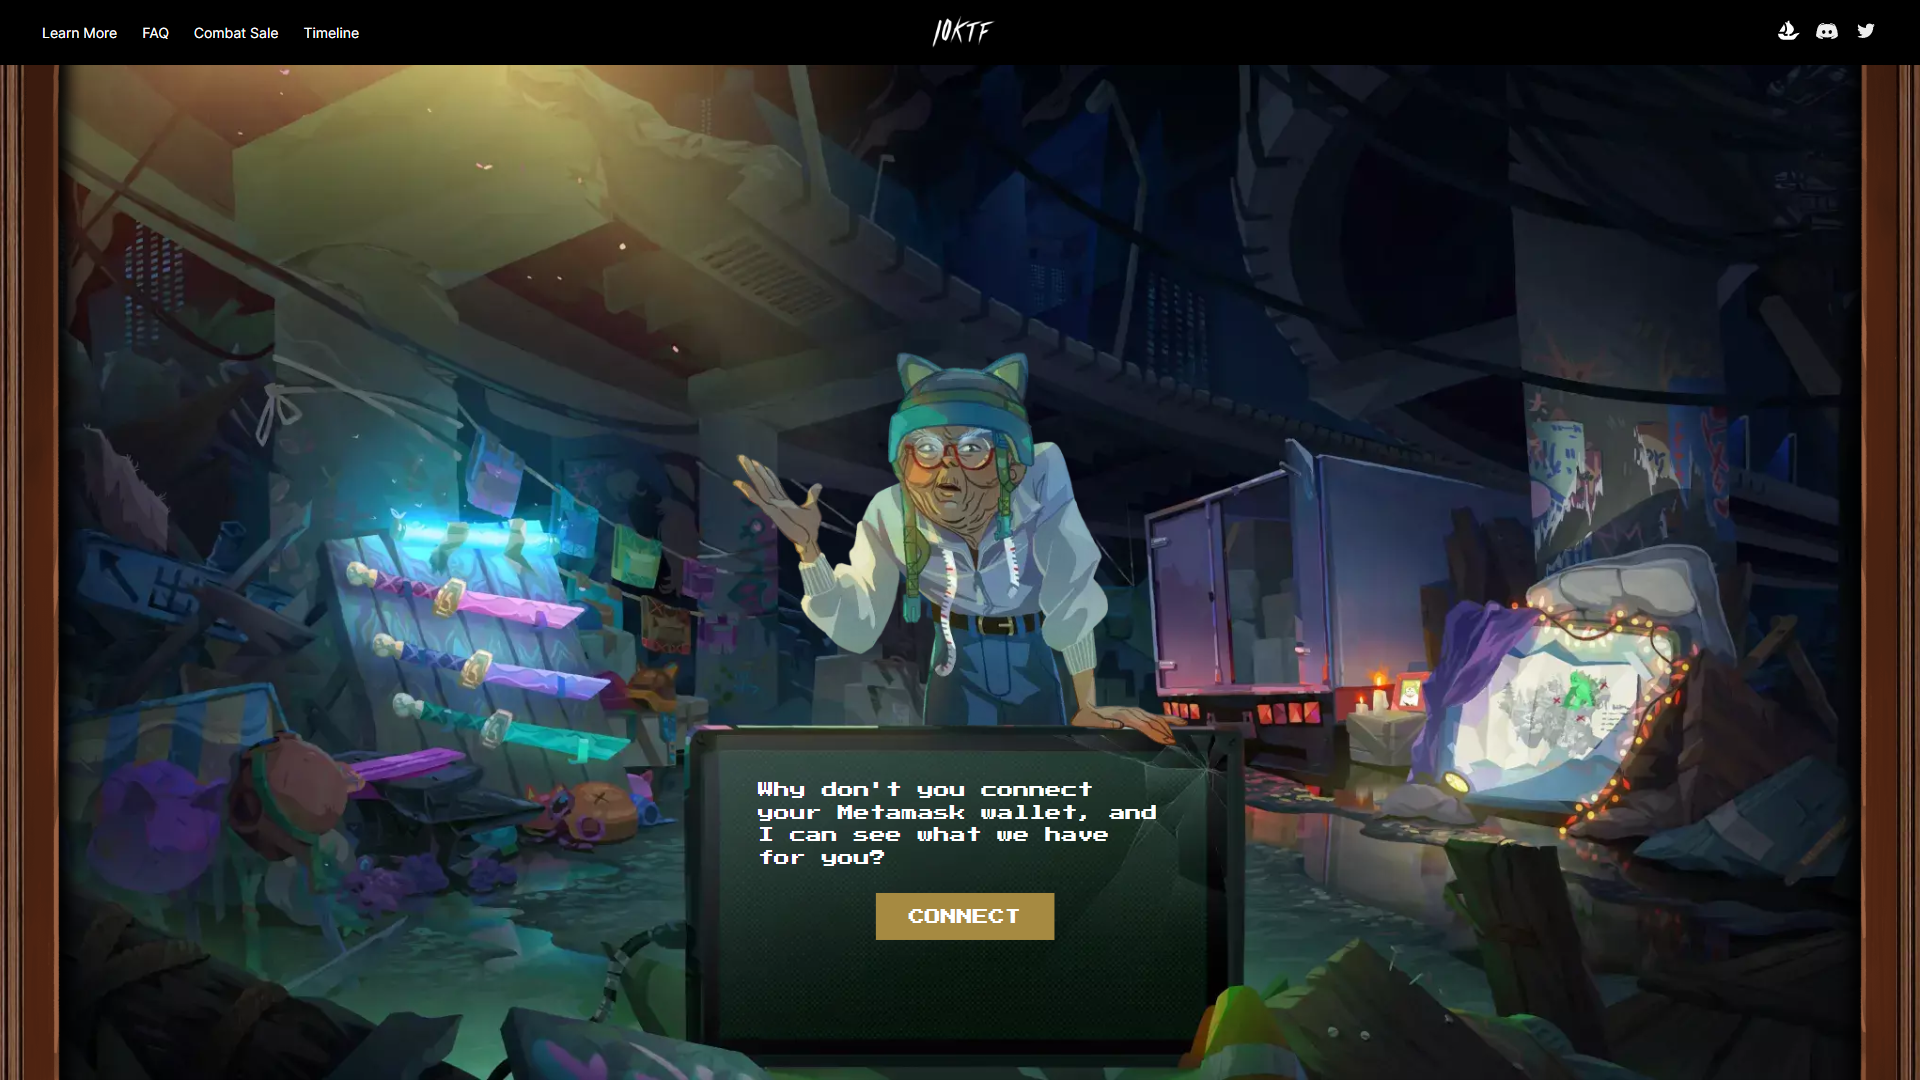 Learn More
FAQ
Combat Sale
Timeline
10KTF
Why don't you connect
your Metamask wallet, and
I can see what we have
for you?
CONNECT